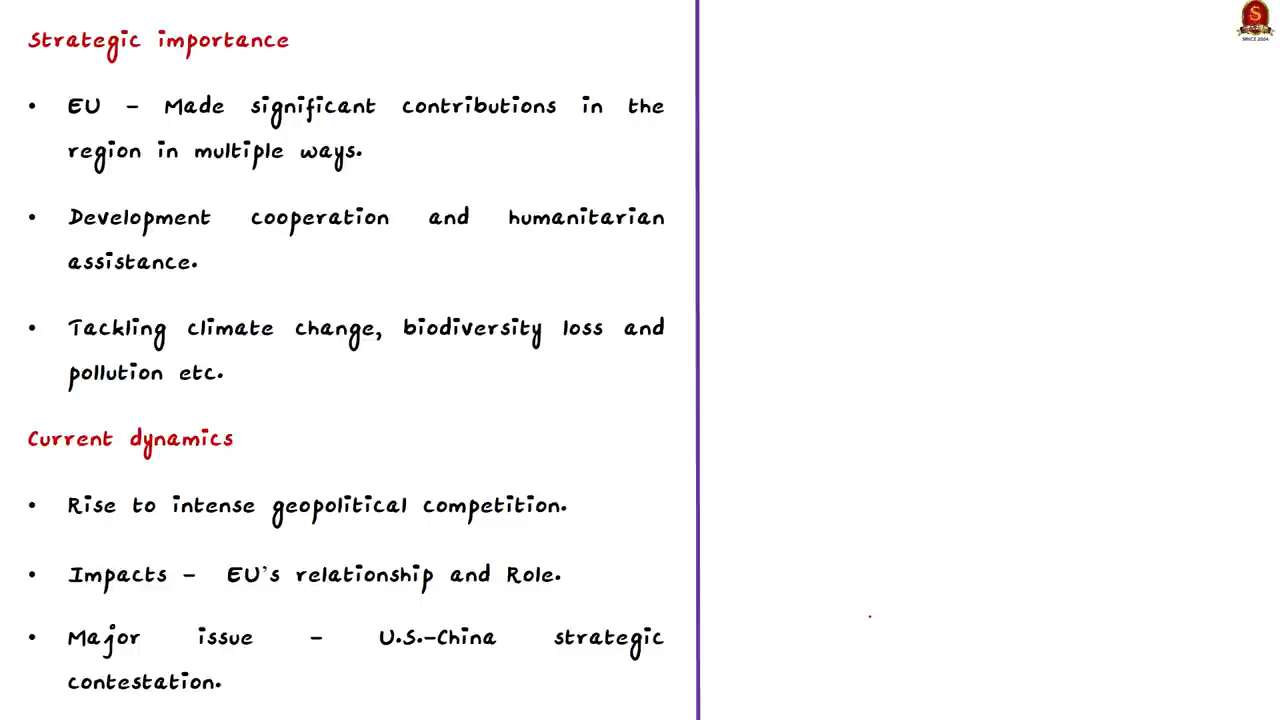 Strategic importance
• EU - Made significant contributions in the
region in multiple ways.
• Development cooperation and humanitarian
assistance.
• Tackling climate change, biodiversity loss and
pollution etc.
Current dynamics
• Rise to intense geopolitical competition.
• Impacts - EU's relationship and Role.
• Major issue - U.S.-China strategic
contestation.
S
SINCE 2004